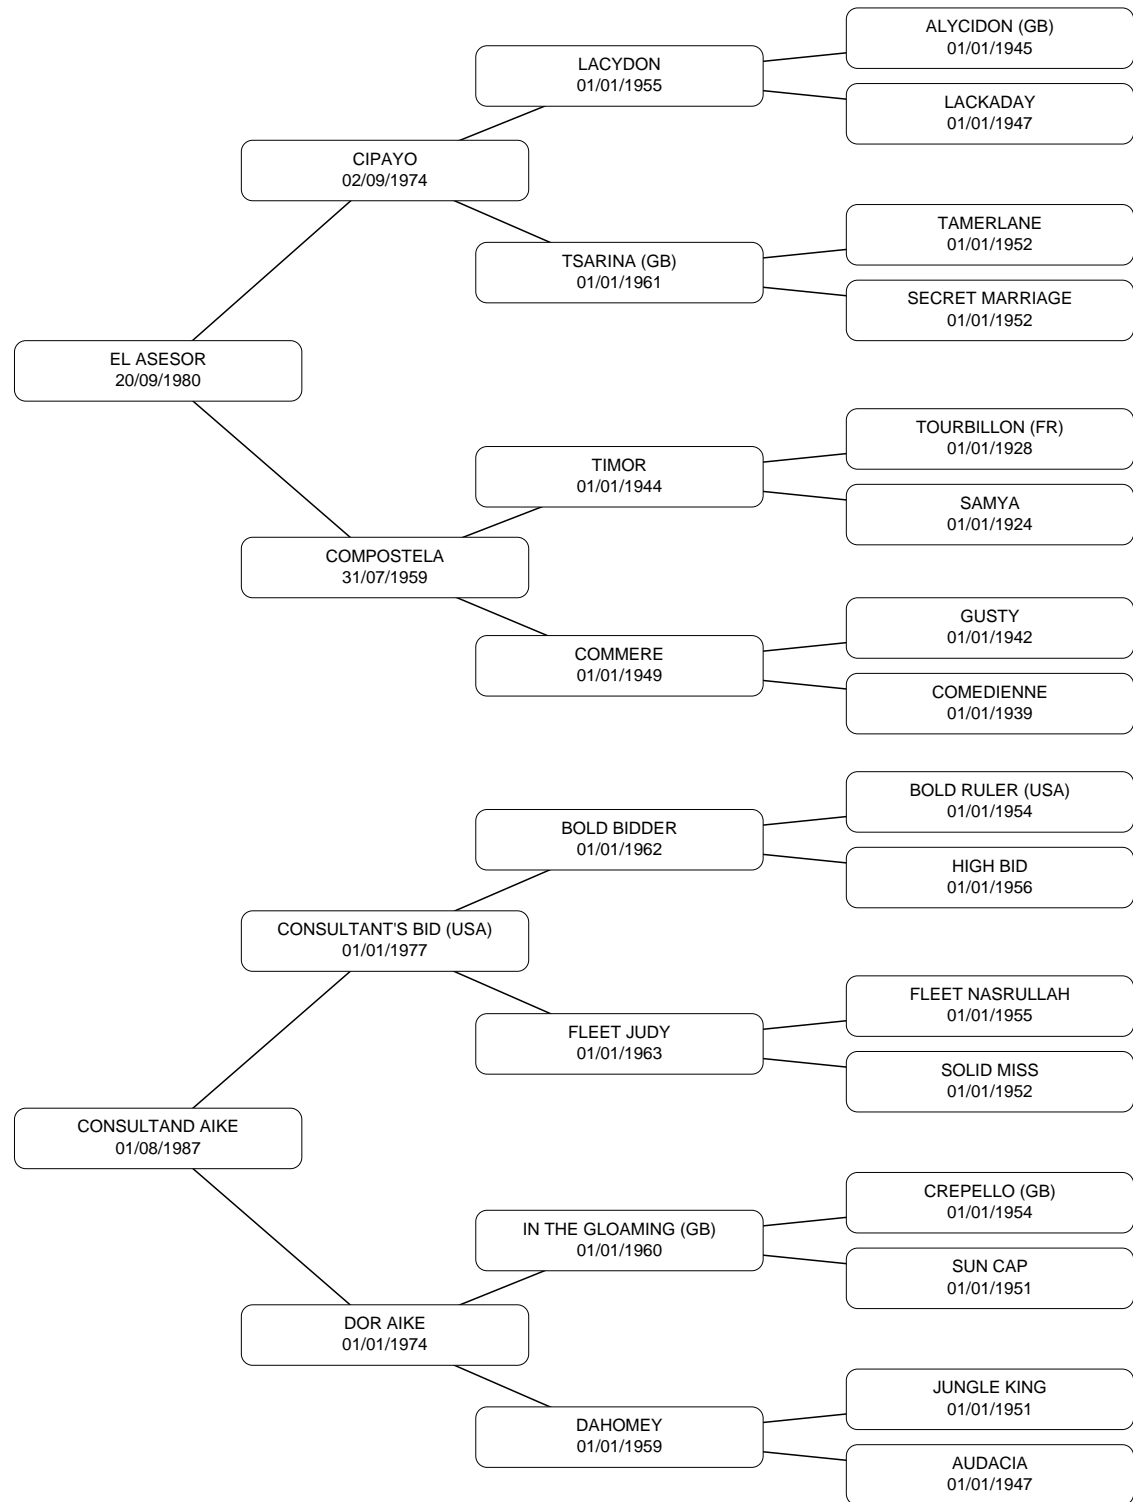 ALYCIDON (GB)
01/01/1945
LACYDON
01/01/1955
LACKADAY
01/01/1947
CIPAYO
02/09/1974
TAMERLANE
01/01/1952
TSARINA (GB)
01/01/1961
SECRET MARRIAGE
01/01/1952
EL ASESOR
20/09/1980
TOURBILLON (FR)
01/01/1928
TIMOR
01/01/1944
SAMYA
01/01/1924
COMPOSTELA
31/07/1959
GUSTY
01/01/1942
COMMERE
01/01/1949
COMEDIENNE
01/01/1939
BOLD RULER (USA)
01/01/1954
BOLD BIDDER
01/01/1962
HIGH BID
01/01/1956
CONSULTANT'S BID (USA)
01/01/1977
FLEET NASRULLAH
01/01/1955
FLEET JUDY
01/01/1963
SOLID MISS
01/01/1952
CONSULTAND AIKE
01/08/1987
CREPELLO (GB)
01/01/1954
IN THE GLOAMING (GB)
01/01/1960
SUN CAP
01/01/1951
DOR AIKE
01/01/1974
JUNGLE KING
01/01/1951
DAHOMEY
01/01/1959
AUDACIA
01/01/1947